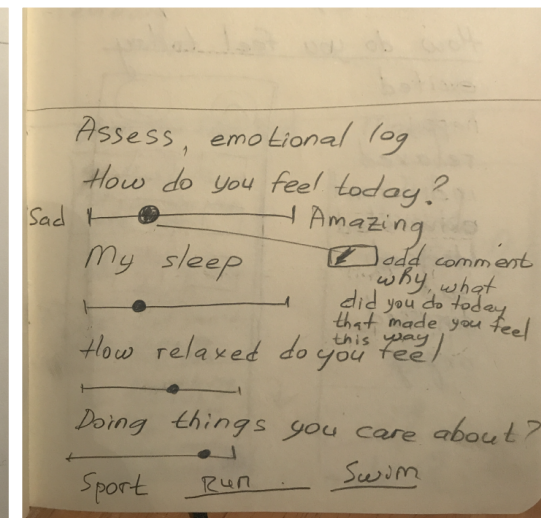 Assess, emotional log
How do you feel today?
Sad Amazing
My sleep
add comment
why, what
did you do today
that made you feel
this way!
How relaxed do you feel
Doing things you care about?
Sport Run Swim